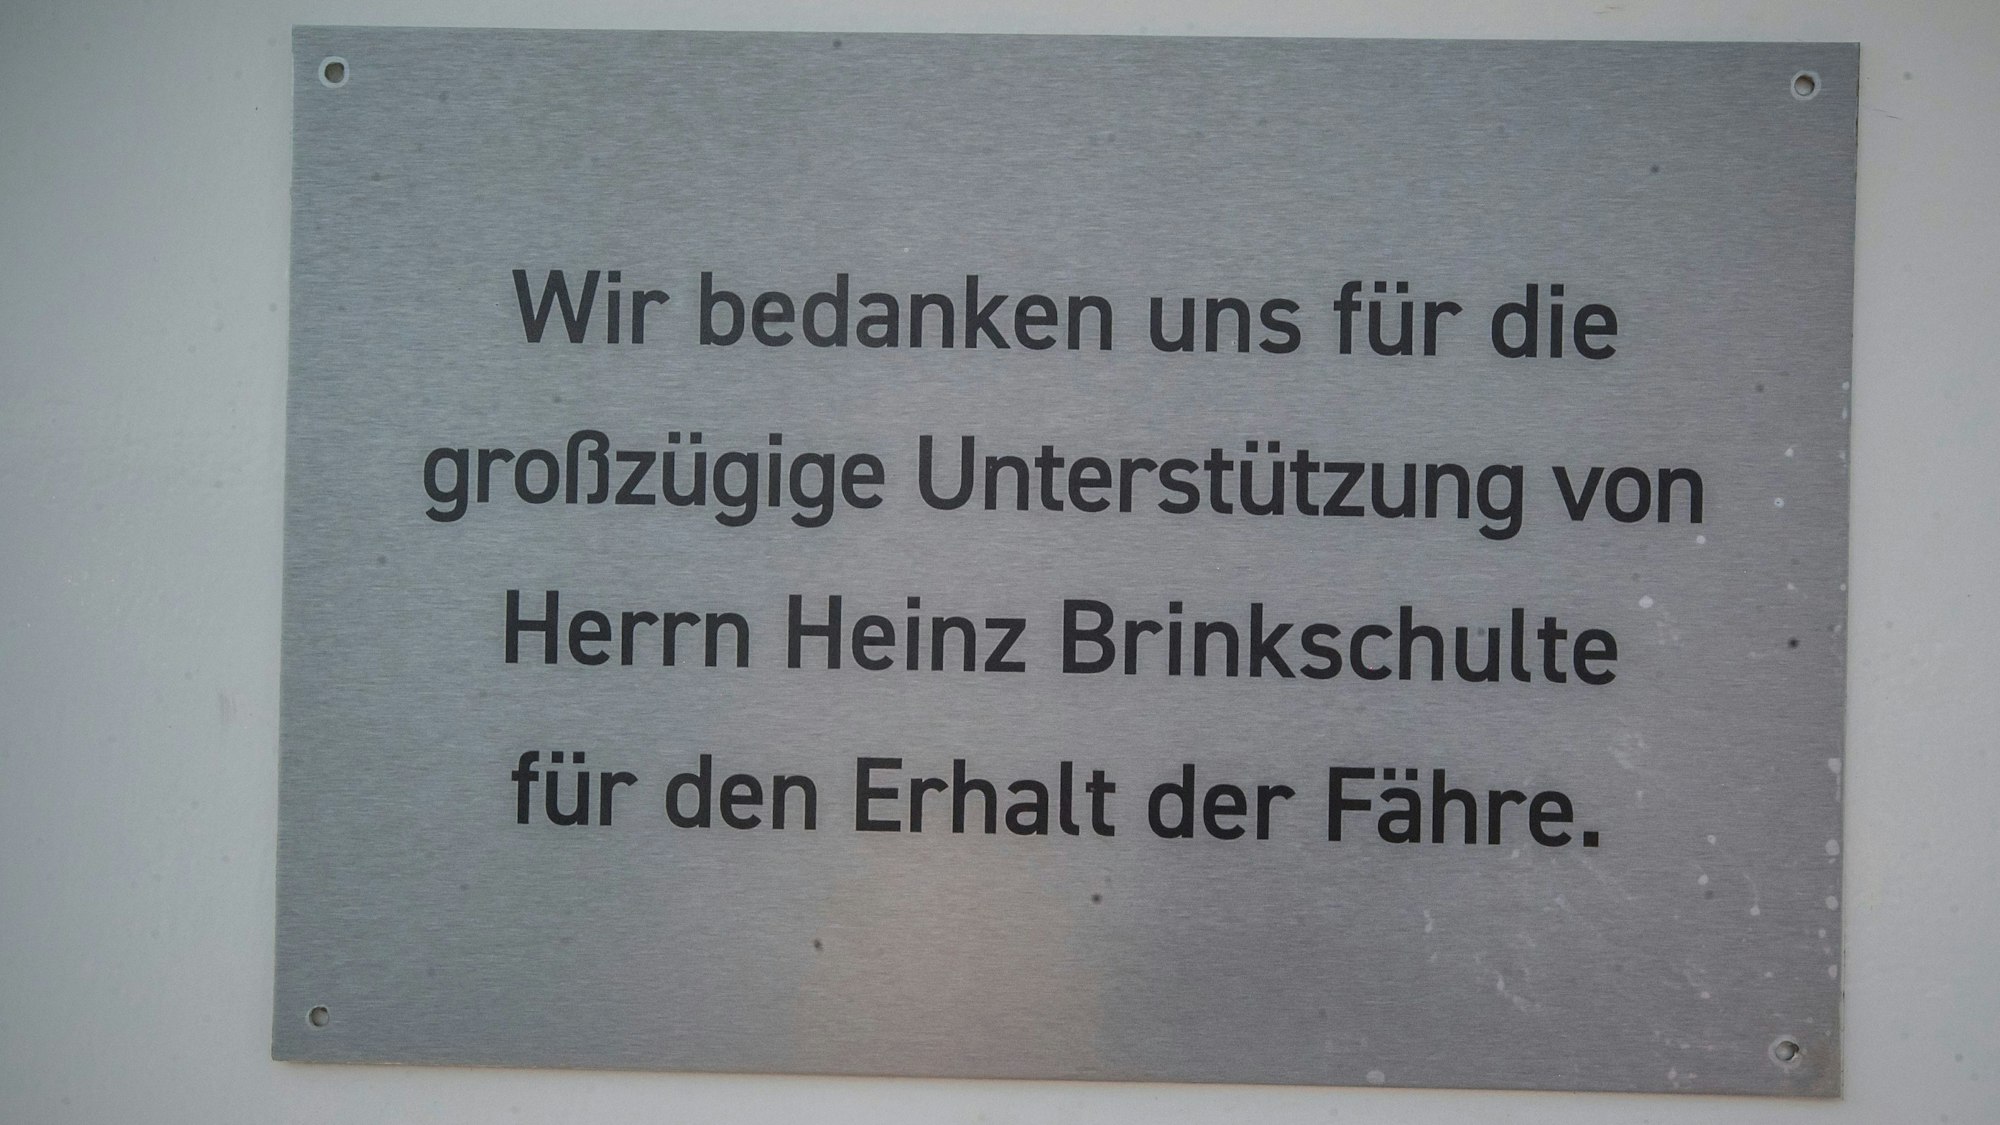 Wir bedanken uns für die
großzügige Unterstützung von
Herrn Heinz Brinkschulte
für den Erhalt der Fähre.